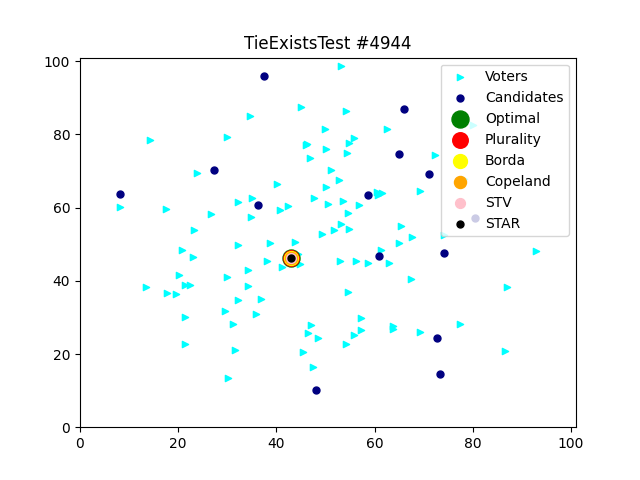 TieExistsTest #4944
100
80
60
40
20
0
0 20 40 60 80 100
Voters
Candidates
Optimal
Plurality
Borda
Copeland
STV
STAR